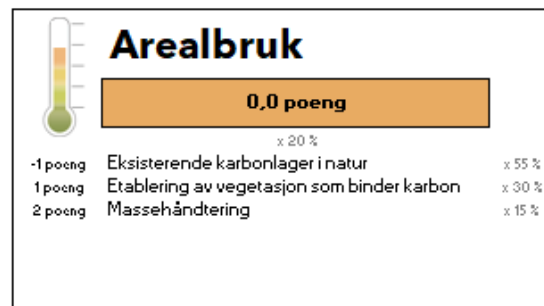 Arealbruk
0,0 poeng
x 20 %
-1 poeng Eksisterende karbonlager i natur x 55 %
1 poeng Etablering av vegetasjon som binder karbon x 30 %
2 poeng Massehåndtering x 15 %